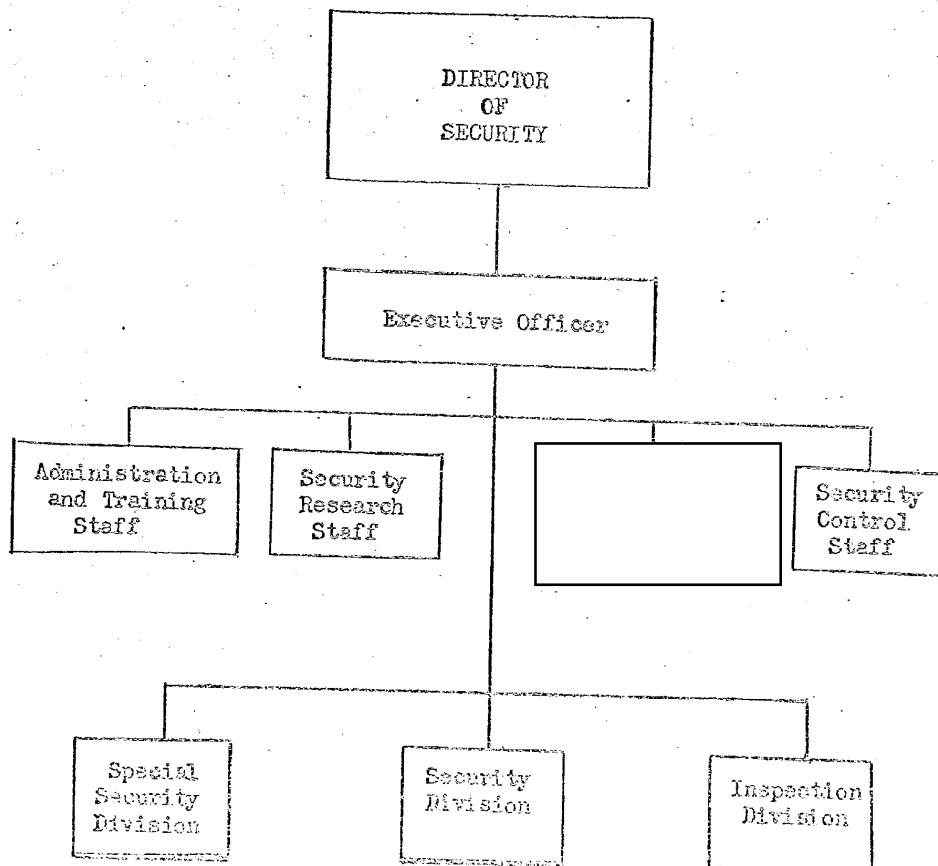 DIRECTOR
OF
SECURITY
Executive Officer
Administration
and Training
Staff
Security
Research
Staff
Security
Control
Staff
Special
Security
Division
Security
Division
Inspection
Division